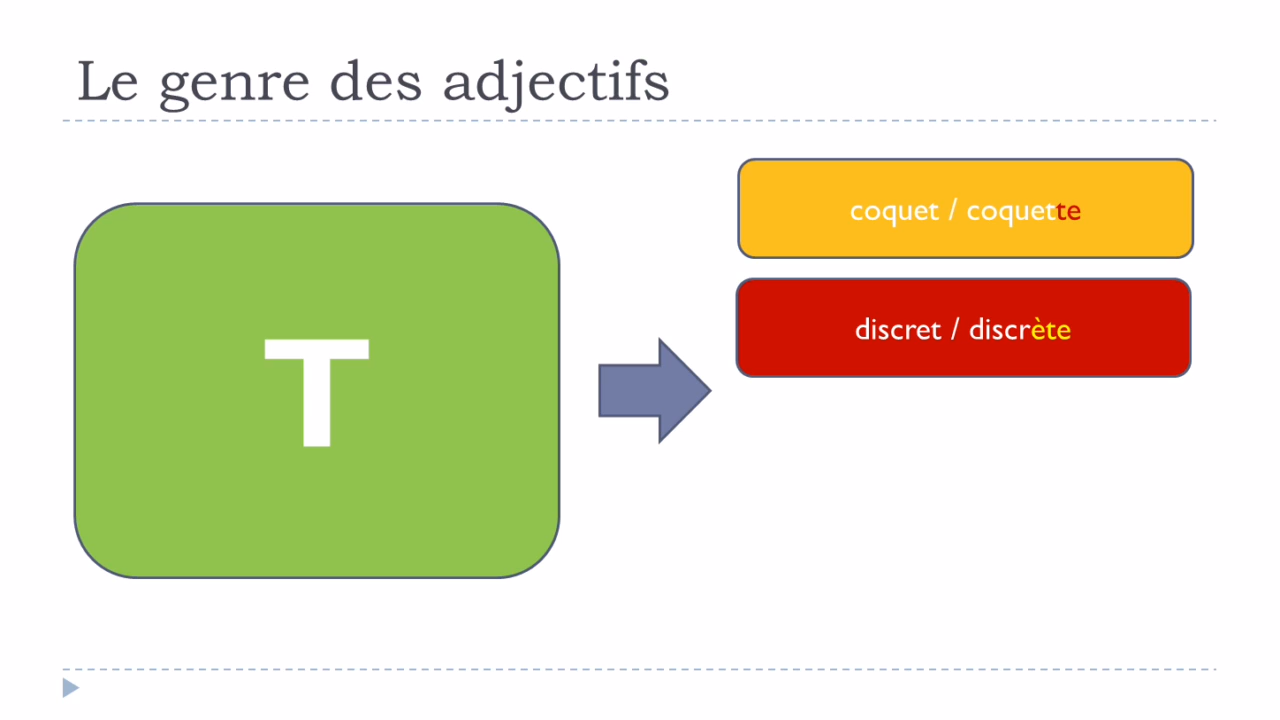 Le genre des adjectifs
T
coquet / coquette
discret / discrète